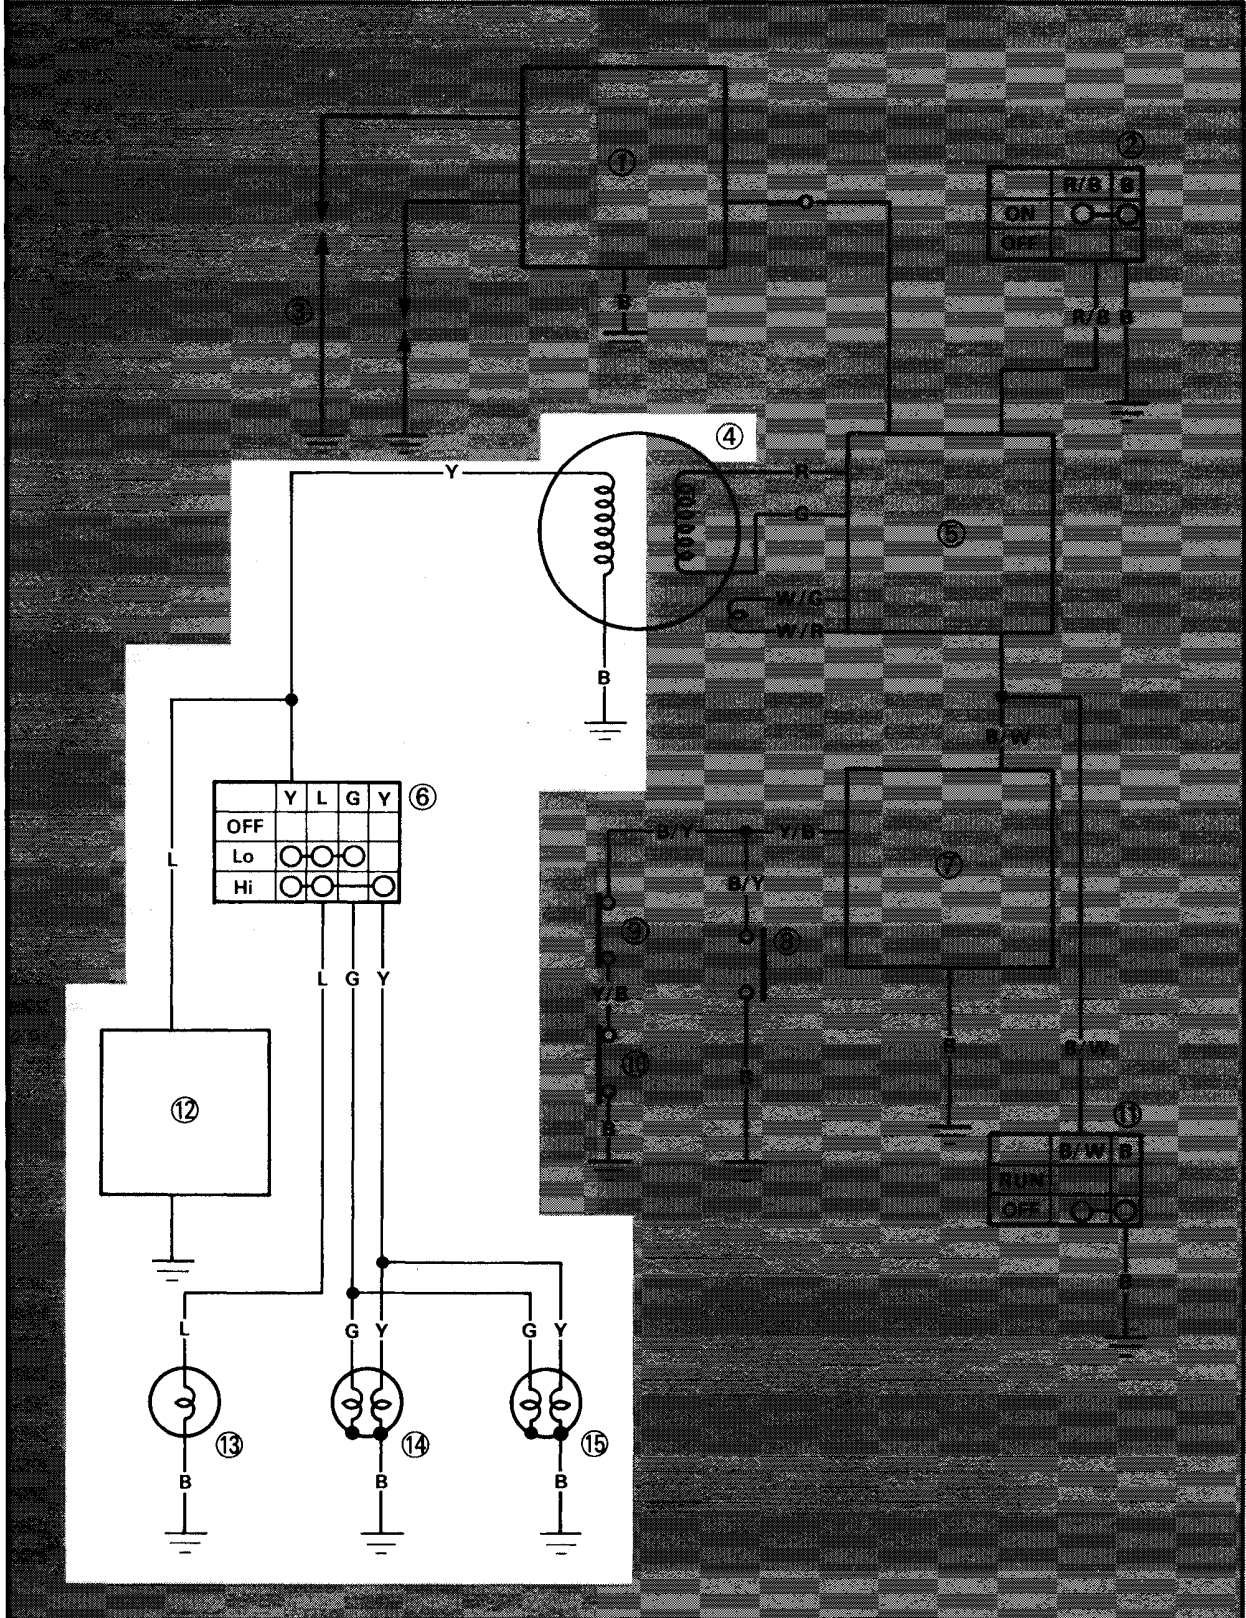 ①
②
R/B B
ON
OFF
O
③
B
R/B B
④
Y
R
G
⑤
W/G
W/R
B
B/W
Y L G Y
⑥
OFF
Lo
Hi
L
B/Y Y/B
⑦
B/Y
⑨
⑧
L G Y
Y/B
⑩
B
B
B/W
B
⑪
⑫
B/W B
RUN
OFF
B
L
G Y
G Y
⑬
⑭
⑮
B
B
B